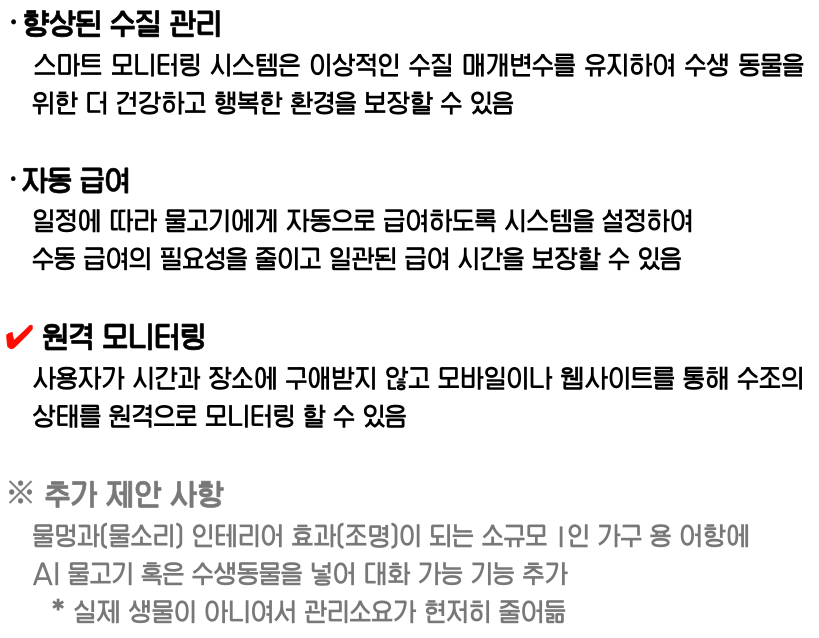 · 향상된 수질 관리
스마트 모니터링 시스템은 이상적인 수질 매개변수를 유지하여 수생 동물을
위한 더 건강하고 행복한 환경을 보장할 수 있음
· 자동 급여
일정에 따라 물고기에게 자동으로 급여하도록 시스템을 설정하여
수동 급여의 필요성을 줄이고 일관된 급여 시간을 보장할 수 있음
✔ 원격 모니터링
사용자가 시간과 장소에 구애받지 않고 모바일이나 웹사이트를 통해 수조의
상태를 원격으로 모니터링 할 수 있음
※ 추가 제안 사항
물멍과(물소리) 인테리어 효과(조명)이 되는 소규모 1인 가구 용 어항에
AI 물고기 혹은 수생동물을 넣어 대화 가능 기능 추가
* 실제 생물이 아니여서 관리소요가 현저히 줄어듦